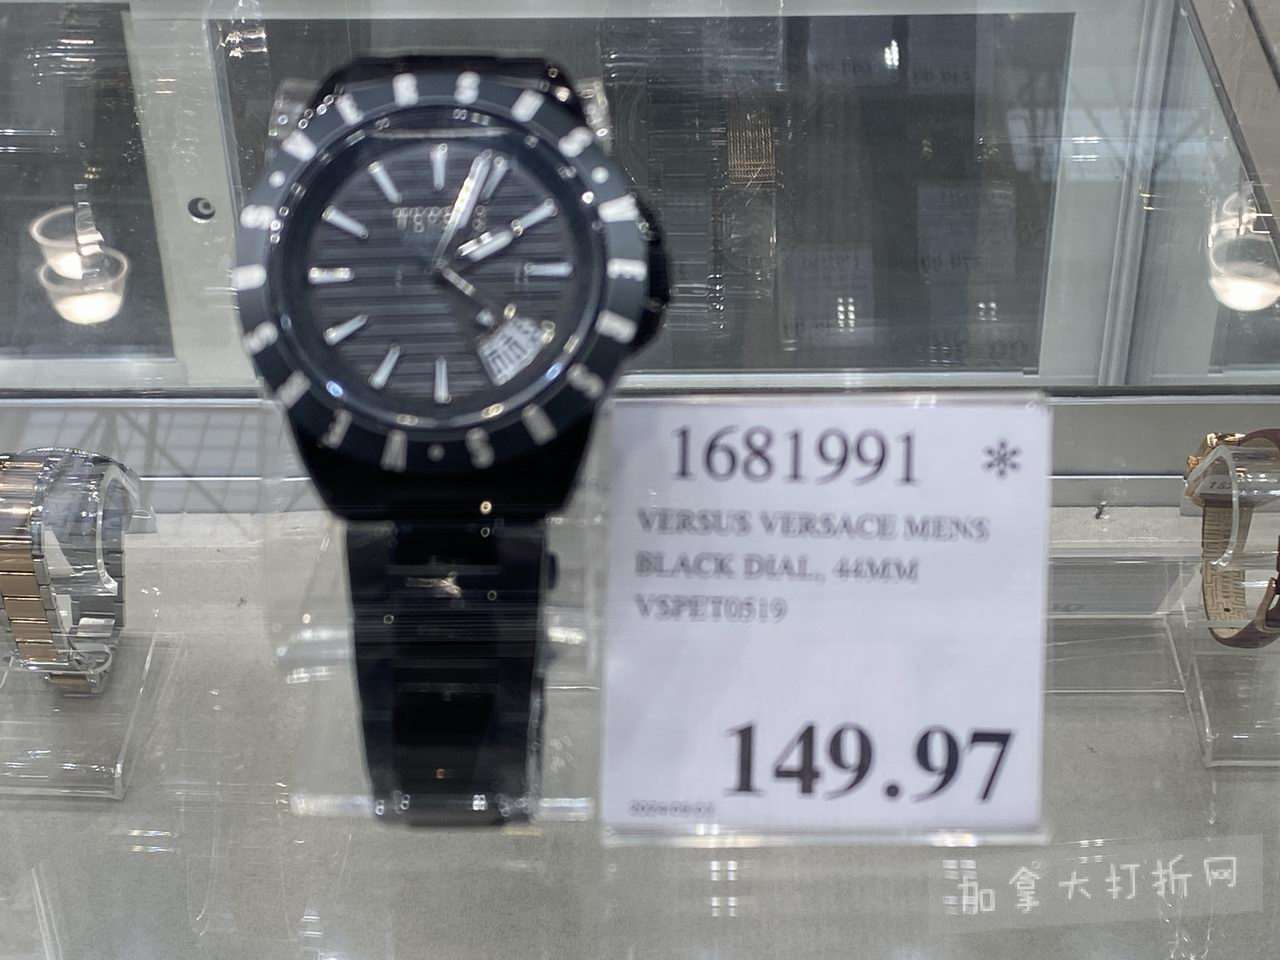 1681991 *
VERSUS VERSACE MENS
BLACK DIAL, 44MM
VSPET0519
149.97
加拿大打折网